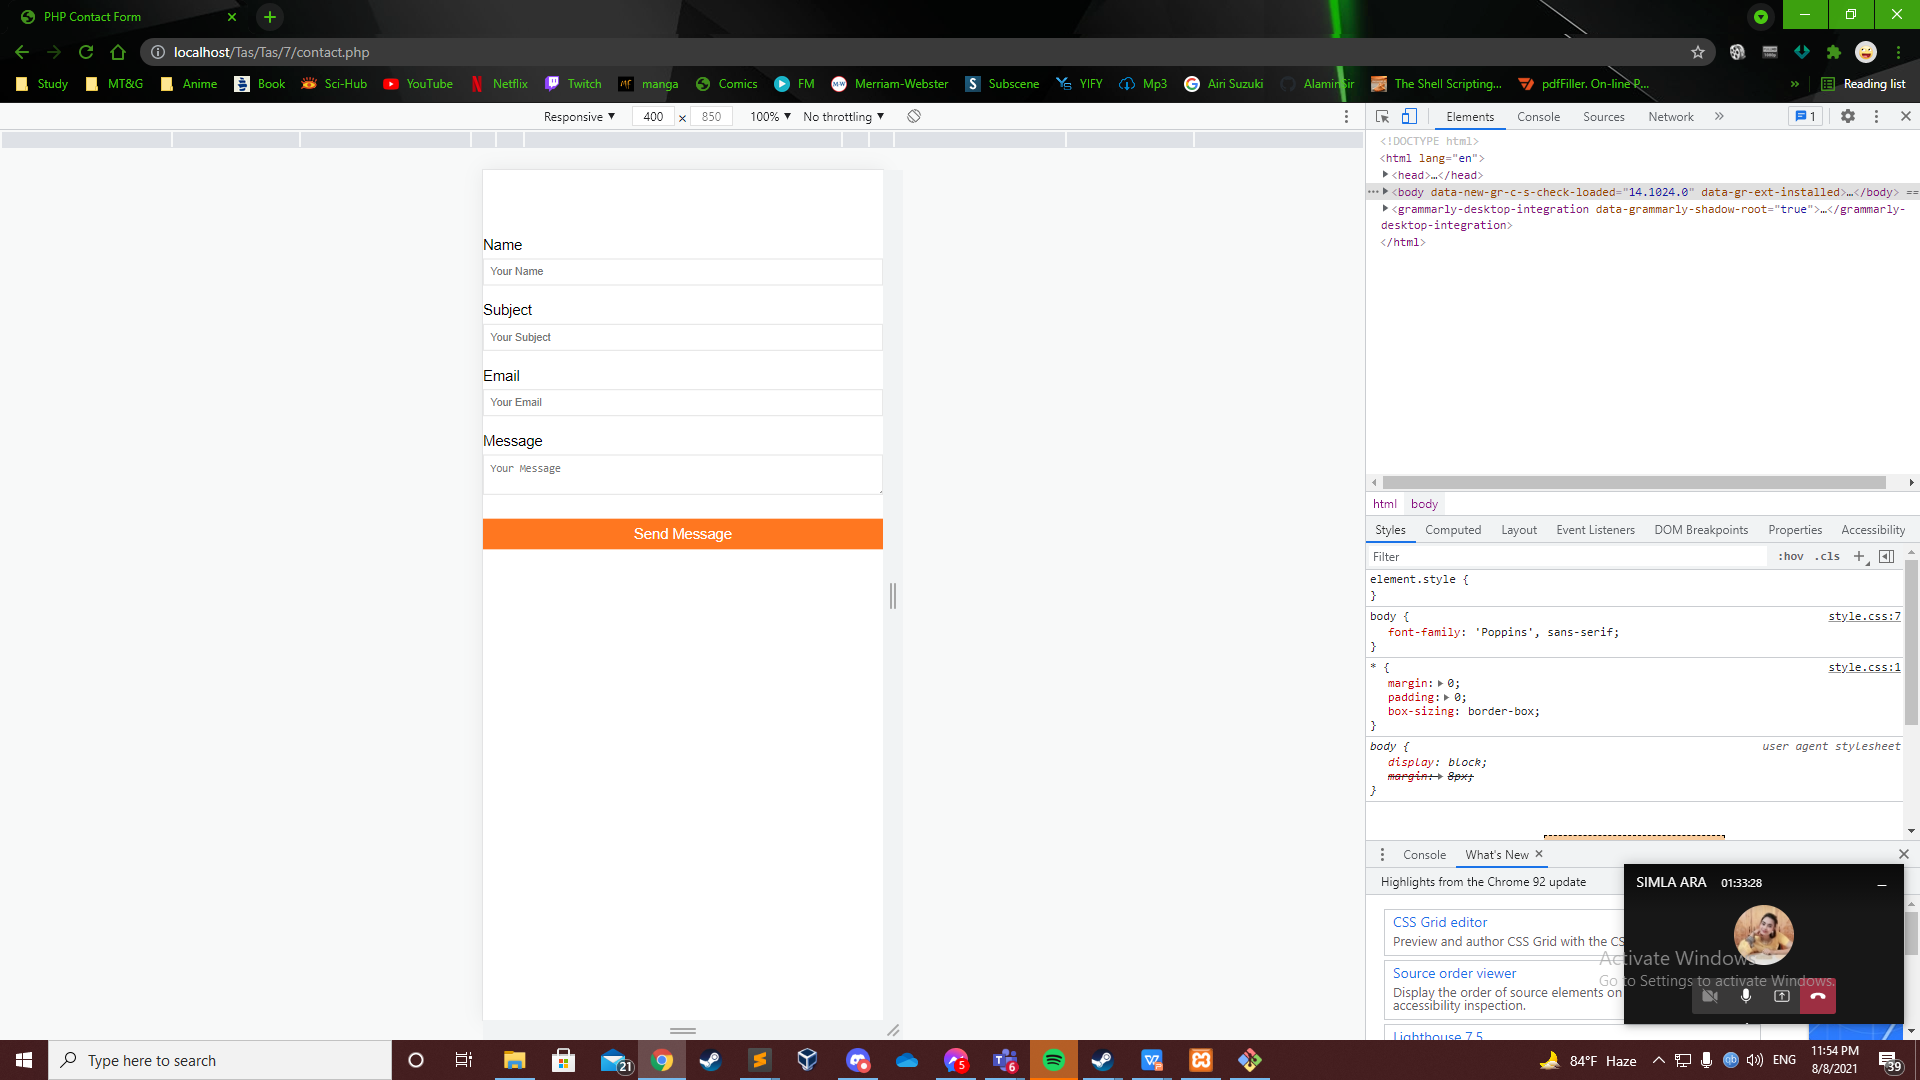 PHP Contact Form
localhost/Tas/Tas/7/contact.php
Study MT&G Anime Book Sci-Hub YouTube Netflix Twitch manga Comics FM Merriam-Webster Subscene YIFY Mp3 Airi Suzuki AlaminSir The Shell Scripting... pdfFiller. On-line P... » Reading list
Responsive 400 × 850 100% No throttling
Name
Your Name
Subject
Your Subject
Email
Your Email
Message
Your Message
Send Message
Elements Console Sources Network » 1
<!DOCTYPE html>
<html lang="en">
<head>…</head>
<body data-new-gr-c-s-check-loaded="14.1024.0" data-gr-ext-installed>…</body> ==
<grammarly-desktop-integration data-grammarly-shadow-root="true">…</grammarly-
desktop-integration>
</html>
html body
Styles Computed Layout Event Listeners DOM Breakpoints Properties Accessibility
Filter :hov .cls +
element.style {
}
body { style.css:7
font-family: 'Poppins', sans-serif;
}
* { style.css:1
margin: 0;
padding: 0;
box-sizing: border-box;
}
body { user agent stylesheet
display: block;
margin: 8px;
}
Console What's New
Highlights from the Chrome 92 update
CSS Grid editor
Preview and author CSS Grid with the CS
Source order viewer
Display the order of source elements on
accessibility inspection.
Lighthouse 7.5
SIMLA ARA 01:33:28
Activate Windows
Go to Settings to activate Windows.
Type here to search
21
5
6
84°F Haze ENG
11:54 PM
8/8/2021
39